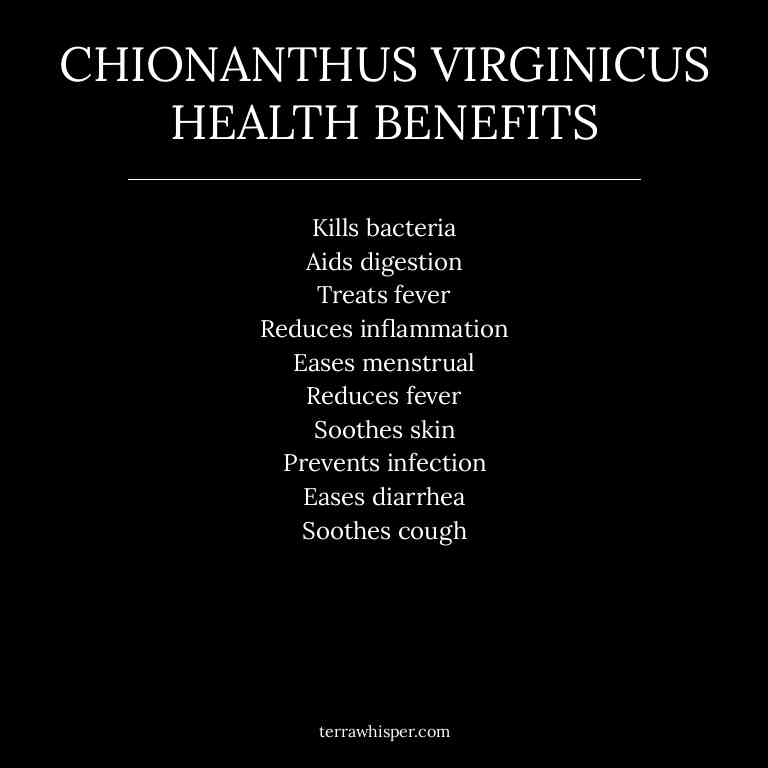 CHIONANTHUS VIRGINICUS
HEALTH BENEFITS
Kills bacteria
Aids digestion
Treats fever
Reduces inflammation
Eases menstrual
Reduces fever
Soothes skin
Prevents infection
Eases diarrhea
Soothes cough
terrawhisper.com